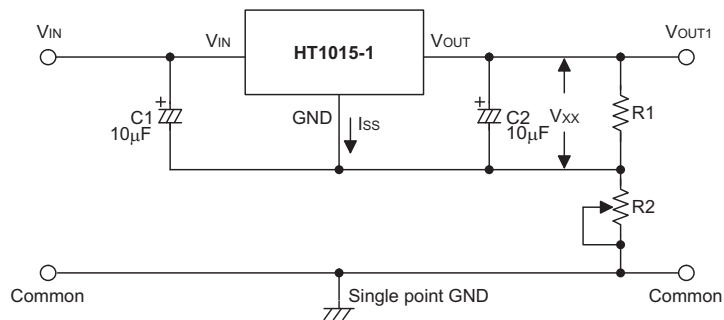 VIN
VIN
HT1015-1
VOUT
VOUT1
C1
10μF
GND
ISS
C2
10μF
VXX
R1
R2
Common
Single point GND
Common